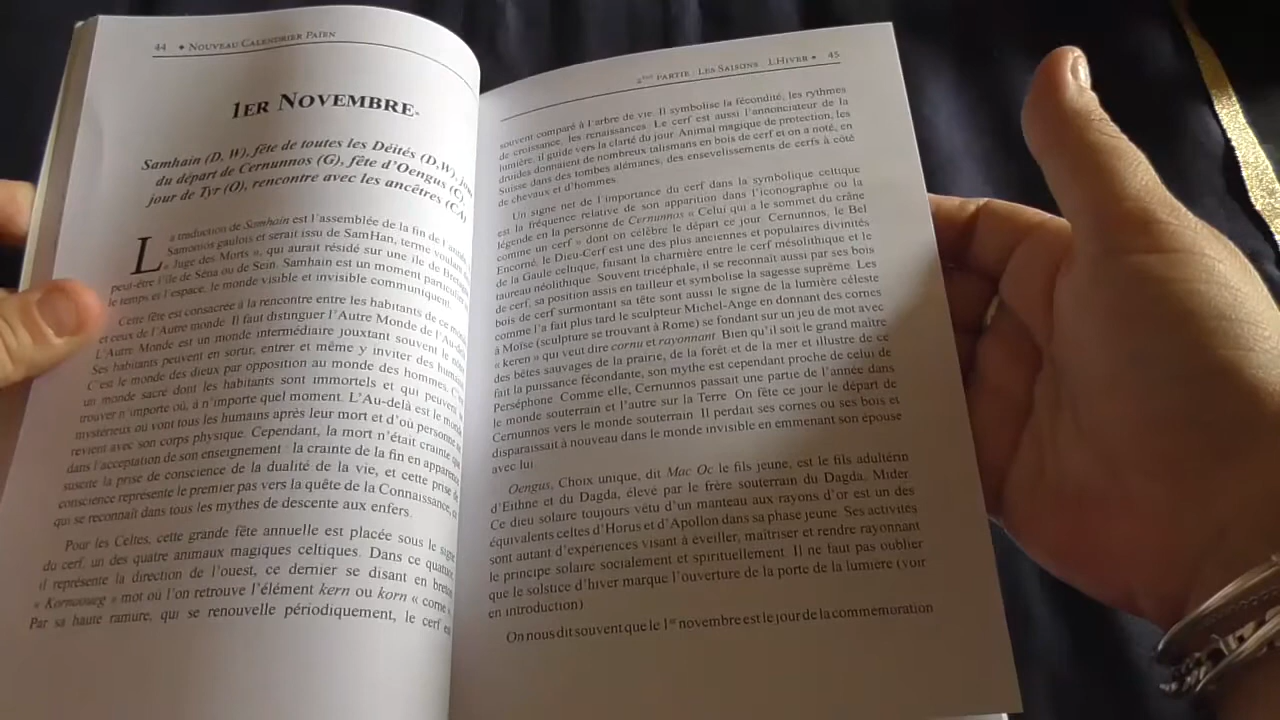 44 • Nouveau Calendrier Païen
1er Novembre-
Samhain (D, W), fête de toutes les Déités (D,W), jour
du départ de Cernunnos (G), fête d'Oengus (C),
jour de Tyr (O), rencontre avec les ancêtres (CA)
La traduction de Samhain est l'assemblée de la fin de l'
Samonios gaulois et serait issu de SamHan, terme voulant
« Juge des Morts », qui aurait résidé sur une île de Bretagne
peut-être l'île de Séna ou de Sein. Samhain est un moment particulier
le temps et l'espace, le monde visible et invisible communiquent.
Cette fête est consacrée à la rencontre entre les habitants de ce monde
et ceux de l'Autre monde. Il faut distinguer l'Autre Monde de l'Au-delà
L'Autre Monde est un monde intermédiaire jouxtant souvent le nôtre
Ses habitants peuvent en sortir, entrer et même y inviter des humains
C'est le monde des dieux par opposition au monde des hommes. C'est
un monde sacré dont les habitants sont immortels et qui peuvent
trouver n'importe où, à n'importe quel moment. L'Au-delà est le monde
mystérieux où vont tous les humains après leur mort et d'où personne ne
revient avec son corps physique. Cependant, la mort n'était crainte que
dans l'acceptation de son enseignement : la crainte de la fin en apparence
suscite la prise de conscience de la dualité de la vie, et cette prise de
conscience représente le premier pas vers la quête de la Connaissance, ce
qui se reconnaît dans tous les mythes de descente aux enfers.
Pour les Celtes, cette grande fête annuelle est placée sous le signe
du cerf, un des quatre animaux magiques celtiques. Dans ce
il représente la direction de l'ouest, ce dernier se disant en breton
« Kornaoueg » mot où l'on retrouve l'élément kern ou korn « corne ».
Par sa haute ramure, qui se renouvelle périodiquement, le cerf est
2ème partie : Les Saisons : L'Hiver • 45
souvent comparé à l'arbre de vie. Il symbolise la fécondité, les rythmes
de croissance, les renaissances. Le cerf est aussi l'annonciateur de la
lumière, il guide vers la clarté du jour. Animal magique de protection, les
druides donnaient de nombreux talismans en bois de cerf et on a noté, en
Suisse dans des tombes alémanes, des ensevelissements de cerfs à côté
de chevaux et d'hommes.
Un signe net de l'importance du cerf dans la symbolique celtique
est la fréquence relative de son apparition dans l'iconographie ou la
légende en la personne de Cernunnos « Celui qui a le sommet du crâne
comme un cerf » dont on célèbre le départ ce jour. Cernunnos, le Bel
Encorné, le Dieu-Cerf est une des plus anciennes et populaires divinités
de la Gaule celtique, faisant la charnière entre le cerf mésolithique et le
taureau néolithique. Souvent tricéphale, il se reconnaît aussi par ses bois
de cerf, sa position assis en tailleur et symbolise la sagesse suprême. Les
bois de cerf surmontant sa tête sont aussi le signe de la lumière céleste
comme l'a fait plus tard le sculpteur Michel-Ange en donnant des cornes
à Moïse (sculpture se trouvant à Rome) se fondant sur un jeu de mot avec
« keren » qui veut dire cornu et rayonnant. Bien qu'il soit le grand maître
des bêtes sauvages de la prairie, de la forêt et de la mer et illustre de ce
fait la puissance fécondante, son mythe est cependant proche de celui de
Perséphone. Comme elle, Cernunnos passait une partie de l'année dans
le monde souterrain et l'autre sur la Terre. On fête ce jour le départ de
Cernunnos vers le monde souterrain. Il perdait ses cornes ou ses bois et
disparaissait à nouveau dans le monde invisible en emmenant son épouse
avec lui.
Oengus, Choix unique, dit Mac Oc le fils jeune, est le fils adultérin
d'Eithne et du Dagda, élevé par le frère souterrain du Dagda, Mider.
Ce dieu solaire toujours vêtu d'un manteau aux rayons d'or est un des
équivalents celtes d'Horus et d'Apollon dans sa phase jeune. Ses activités
sont autant d'expériences visant à éveiller, maîtriser et rendre rayonnant
le principe solaire socialement et spirituellement. Il ne faut pas oublier
que le solstice d'hiver marque l'ouverture de la porte de la lumière (voir
en introduction)
On nous dit souvent que le 1er novembre est le jour de la commémoration